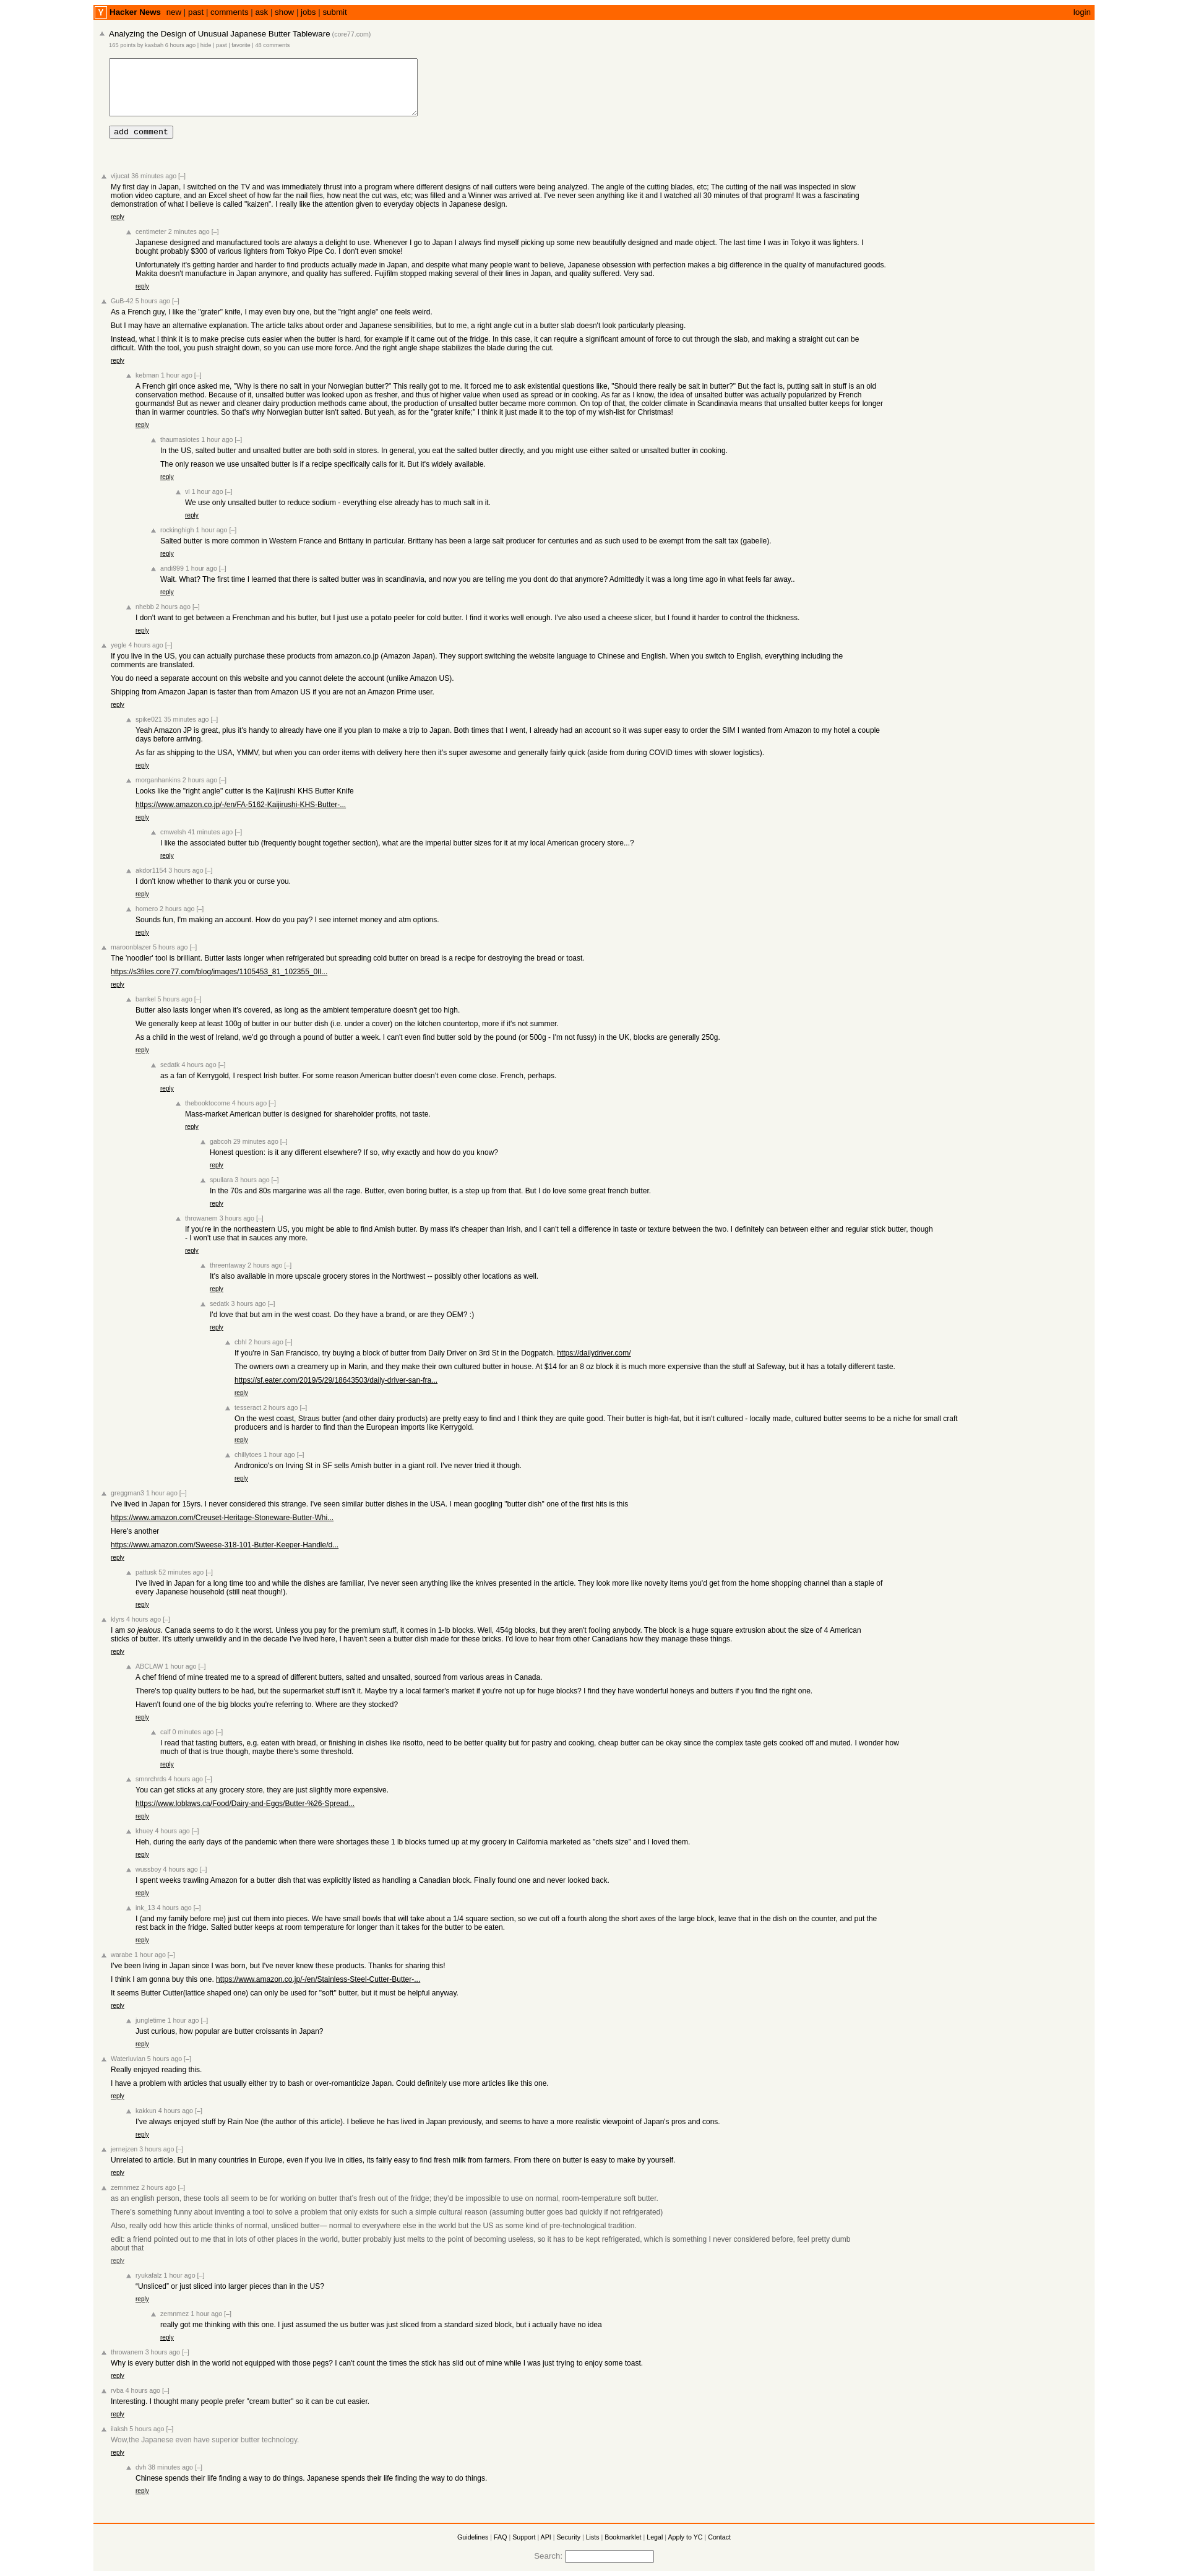 Y Hacker News new | past | comments | ask | show | jobs | submit login
Analyzing the Design of Unusual Japanese Butter Tableware (core77.com)
165 points by kasbah 6 hours ago | hide | past | favorite | 48 comments
add comment
vijucat 36 minutes ago [–]
My first day in Japan, I switched on the TV and was immediately thrust into a program where different designs of nail cutters were being analyzed. The angle of the cutting blades, etc; The cutting of the nail was inspected in slow
motion video capture, and an Excel sheet of how far the nail flies, how neat the cut was, etc; was filled and a Winner was arrived at. I've never seen anything like it and I watched all 30 minutes of that program! It was a fascinating
demonstration of what I believe is called "kaizen". I really like the attention given to everyday objects in Japanese design.
reply
centimeter 2 minutes ago [–]
Japanese designed and manufactured tools are always a delight to use. Whenever I go to Japan I always find myself picking up some new beautifully designed and made object. The last time I was in Tokyo it was lighters. I
bought probably $300 of various lighters from Tokyo Pipe Co. I don't even smoke!
Unfortunately it's getting harder and harder to find products actually made in Japan, and despite what many people want to believe, Japanese obsession with perfection makes a big difference in the quality of manufactured goods.
Makita doesn't manufacture in Japan anymore, and quality has suffered. Fujifilm stopped making several of their lines in Japan, and quality suffered. Very sad.
reply
GuB-42 5 hours ago [–]
As a French guy, I like the "grater" knife, I may even buy one, but the "right angle" one feels weird.
But I may have an alternative explanation. The article talks about order and Japanese sensibilities, but to me, a right angle cut in a butter slab doesn't look particularly pleasing.
Instead, what I think it is to make precise cuts easier when the butter is hard, for example if it came out of the fridge. In this case, it can require a significant amount of force to cut through the slab, and making a straight cut can be
difficult. With the tool, you push straight down, so you can use more force. And the right angle shape stabilizes the blade during the cut.
reply
kebman 1 hour ago [–]
A French girl once asked me, "Why is there no salt in your Norwegian butter?" This really got to me. It forced me to ask existential questions like, "Should there really be salt in butter?" But the fact is, putting salt in stuff is an old
conservation method. Because of it, unsalted butter was looked upon as fresher, and thus of higher value when used as spread or in cooking. As far as I know, the idea of unsalted butter was actually popularized by French
gourmands! But as newer and cleaner dairy production methods came about, the production of unsalted butter became more common. On top of that, the colder climate in Scandinavia means that unsalted butter keeps for longer
than in warmer countries. So that's why Norwegian butter isn't salted. But yeah, as for the "grater knife;" I think it just made it to the top of my wish-list for Christmas!
reply
thaumasiotes 1 hour ago [–]
In the US, salted butter and unsalted butter are both sold in stores. In general, you eat the salted butter directly, and you might use either salted or unsalted butter in cooking.
The only reason we use unsalted butter is if a recipe specifically calls for it. But it's widely available.
reply
vl 1 hour ago [–]
We use only unsalted butter to reduce sodium - everything else already has to much salt in it.
reply
rockinghigh 1 hour ago [–]
Salted butter is more common in Western France and Brittany in particular. Brittany has been a large salt producer for centuries and as such used to be exempt from the salt tax (gabelle).
reply
andi999 1 hour ago [–]
Wait. What? The first time I learned that there is salted butter was in scandinavia, and now you are telling me you dont do that anymore? Admittedly it was a long time ago in what feels far away..
reply
nhebb 2 hours ago [–]
I don't want to get between a Frenchman and his butter, but I just use a potato peeler for cold butter. I find it works well enough. I've also used a cheese slicer, but I found it harder to control the thickness.
reply
yegle 4 hours ago [–]
If you live in the US, you can actually purchase these products from amazon.co.jp (Amazon Japan). They support switching the website language to Chinese and English. When you switch to English, everything including the
comments are translated.
You do need a separate account on this website and you cannot delete the account (unlike Amazon US).
Shipping from Amazon Japan is faster than from Amazon US if you are not an Amazon Prime user.
reply
spike021 35 minutes ago [–]
Yeah Amazon JP is great, plus it's handy to already have one if you plan to make a trip to Japan. Both times that I went, I already had an account so it was super easy to order the SIM I wanted from Amazon to my hotel a couple
days before arriving.
As far as shipping to the USA, YMMV, but when you can order items with delivery here then it's super awesome and generally fairly quick (aside from during COVID times with slower logistics).
reply
morganhankins 2 hours ago [–]
Looks like the "right angle" cutter is the Kaijirushi KHS Butter Knife
https://www.amazon.co.jp/-/en/FA-5162-Kaijirushi-KHS-Butter-...
reply
cmwelsh 41 minutes ago [–]
I like the associated butter tub (frequently bought together section), what are the imperial butter sizes for it at my local American grocery store...?
reply
akdor1154 3 hours ago [–]
I don't know whether to thank you or curse you.
reply
homero 2 hours ago [–]
Sounds fun, I'm making an account. How do you pay? I see internet money and atm options.
reply
maroonblazer 5 hours ago [–]
The 'noodler' tool is brilliant. Butter lasts longer when refrigerated but spreading cold butter on bread is a recipe for destroying the bread or toast.
https://s3files.core77.com/blog/images/1105453_81_102355_0Il...
reply
barrkel 5 hours ago [–]
Butter also lasts longer when it's covered, as long as the ambient temperature doesn't get too high.
We generally keep at least 100g of butter in our butter dish (i.e. under a cover) on the kitchen countertop, more if it's not summer.
As a child in the west of Ireland, we'd go through a pound of butter a week. I can't even find butter sold by the pound (or 500g - I'm not fussy) in the UK, blocks are generally 250g.
reply
sedatk 4 hours ago [–]
as a fan of Kerrygold, I respect Irish butter. For some reason American butter doesn't even come close. French, perhaps.
reply
thebooktocome 4 hours ago [–]
Mass-market American butter is designed for shareholder profits, not taste.
reply
gabcoh 29 minutes ago [–]
Honest question: is it any different elsewhere? If so, why exactly and how do you know?
reply
spullara 3 hours ago [–]
In the 70s and 80s margarine was all the rage. Butter, even boring butter, is a step up from that. But I do love some great french butter.
reply
throwanem 3 hours ago [–]
If you're in the northeastern US, you might be able to find Amish butter. By mass it's cheaper than Irish, and I can't tell a difference in taste or texture between the two. I definitely can between either and regular stick butter, though
- I won't use that in sauces any more.
reply
threentaway 2 hours ago [–]
It's also available in more upscale grocery stores in the Northwest -- possibly other locations as well.
reply
sedatk 3 hours ago [–]
I'd love that but am in the west coast. Do they have a brand, or are they OEM? :)
reply
cbhl 2 hours ago [–]
If you're in San Francisco, try buying a block of butter from Daily Driver on 3rd St in the Dogpatch. https://dailydriver.com/
The owners own a creamery up in Marin, and they make their own cultured butter in house. At $14 for an 8 oz block it is much more expensive than the stuff at Safeway, but it has a totally different taste.
https://sf.eater.com/2019/5/29/18643503/daily-driver-san-fra...
reply
tesseract 2 hours ago [–]
On the west coast, Straus butter (and other dairy products) are pretty easy to find and I think they are quite good. Their butter is high-fat, but it isn't cultured - locally made, cultured butter seems to be a niche for small craft
producers and is harder to find than the European imports like Kerrygold.
reply
chillytoes 1 hour ago [–]
Andronico's on Irving St in SF sells Amish butter in a giant roll. I've never tried it though.
reply
greggman3 1 hour ago [–]
I've lived in Japan for 15yrs. I never considered this strange. I've seen similar butter dishes in the USA. I mean googling "butter dish" one of the first hits is this
https://www.amazon.com/Creuset-Heritage-Stoneware-Butter-Whi...
Here's another
https://www.amazon.com/Sweese-318-101-Butter-Keeper-Handle/d...
reply
pattusk 52 minutes ago [–]
I've lived in Japan for a long time too and while the dishes are familiar, I've never seen anything like the knives presented in the article. They look more like novelty items you'd get from the home shopping channel than a staple of
every Japanese household (still neat though!).
reply
klyrs 4 hours ago [–]
I am so jealous. Canada seems to do it the worst. Unless you pay for the premium stuff, it comes in 1-lb blocks. Well, 454g blocks, but they aren't fooling anybody. The block is a huge square extrusion about the size of 4 American
sticks of butter. It's utterly unweildly and in the decade I've lived here, I haven't seen a butter dish made for these bricks. I'd love to hear from other Canadians how they manage these things.
reply
ABCLAW 1 hour ago [–]
A chef friend of mine treated me to a spread of different butters, salted and unsalted, sourced from various areas in Canada.
There's top quality butters to be had, but the supermarket stuff isn't it. Maybe try a local farmer's market if you're not up for huge blocks? I find they have wonderful honeys and butters if you find the right one.
Haven't found one of the big blocks you're referring to. Where are they stocked?
reply
calf 0 minutes ago [–]
I read that tasting butters, e.g. eaten with bread, or finishing in dishes like risotto, need to be better quality but for pastry and cooking, cheap butter can be okay since the complex taste gets cooked off and muted. I wonder how
much of that is true though, maybe there's some threshold.
reply
smnrchrds 4 hours ago [–]
You can get sticks at any grocery store, they are just slightly more expensive.
https://www.loblaws.ca/Food/Dairy-and-Eggs/Butter-%26-Spread...
reply
khuey 4 hours ago [–]
Heh, during the early days of the pandemic when there were shortages these 1 lb blocks turned up at my grocery in California marketed as "chefs size" and I loved them.
reply
wussboy 4 hours ago [–]
I spent weeks trawling Amazon for a butter dish that was explicitly listed as handling a Canadian block. Finally found one and never looked back.
reply
ink_13 4 hours ago [–]
I (and my family before me) just cut them into pieces. We have small bowls that will take about a 1/4 square section, so we cut off a fourth along the short axes of the large block, leave that in the dish on the counter, and put the
rest back in the fridge. Salted butter keeps at room temperature for longer than it takes for the butter to be eaten.
reply
warabe 1 hour ago [–]
I've been living in Japan since I was born, but I've never knew these products. Thanks for sharing this!
I think I am gonna buy this one. https://www.amazon.co.jp/-/en/Stainless-Steel-Cutter-Butter-...
It seems Butter Cutter(lattice shaped one) can only be used for "soft" butter, but it must be helpful anyway.
reply
jungletime 1 hour ago [–]
Just curious, how popular are butter croissants in Japan?
reply
Waterluvian 5 hours ago [–]
Really enjoyed reading this.
I have a problem with articles that usually either try to bash or over-romanticize Japan. Could definitely use more articles like this one.
reply
kakkun 4 hours ago [–]
I've always enjoyed stuff by Rain Noe (the author of this article). I believe he has lived in Japan previously, and seems to have a more realistic viewpoint of Japan's pros and cons.
reply
jernejzen 3 hours ago [–]
Unrelated to article. But in many countries in Europe, even if you live in cities, its fairly easy to find fresh milk from farmers. From there on butter is easy to make by yourself.
reply
zemnmez 2 hours ago [–]
as an english person, these tools all seem to be for working on butter that's fresh out of the fridge; they'd be impossible to use on normal, room-temperature soft butter.
There's something funny about inventing a tool to solve a problem that only exists for such a simple cultural reason (assuming butter goes bad quickly if not refrigerated)
Also, really odd how this article thinks of normal, unsliced butter— normal to everywhere else in the world but the US as some kind of pre-technological tradition.
edit: a friend pointed out to me that in lots of other places in the world, butter probably just melts to the point of becoming useless, so it has to be kept refrigerated, which is something I never considered before, feel pretty dumb
about that
reply
ryukafalz 1 hour ago [–]
“Unsliced” or just sliced into larger pieces than in the US?
reply
zemnmez 1 hour ago [–]
really got me thinking with this one. I just assumed the us butter was just sliced from a standard sized block, but i actually have no idea
reply
throwanem 3 hours ago [–]
Why is every butter dish in the world not equipped with those pegs? I can't count the times the stick has slid out of mine while I was just trying to enjoy some toast.
reply
rvba 4 hours ago [–]
Interesting. I thought many people prefer "cream butter" so it can be cut easier.
reply
ilaksh 5 hours ago [–]
Wow,the Japanese even have superior butter technology.
reply
dvh 38 minutes ago [–]
Chinese spends their life finding a way to do things. Japanese spends their life finding the way to do things.
reply
Guidelines | FAQ | Support | API | Security | Lists | Bookmarklet | Legal | Apply to YC | Contact
Search: